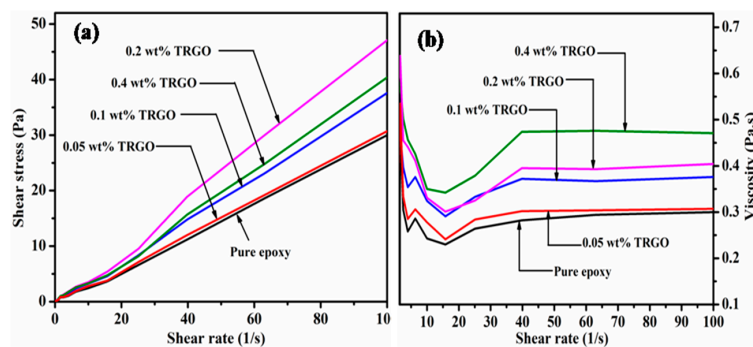 (a)
Shear stress (Pa)
50
40
30
20
10
0
0.2 wt% TRGO
0.4 wt% TRGO
0.1 wt% TRGO
0.05 wt% TRGO
Pure epoxy
0 20 40 60 80 100
Shear rate (1/s)
(b)
0.4 wt% TRGO
0.2 wt% TRGO
0.1 wt% TRGO
0.05 wt% TRGO
Pure epoxy
0.7
0.6
0.5
0.4
0.3
0.2
0.1
Viscosity (Pa.s)
10 20 30 40 50 60 70 80 90 100
Shear rate (1/s)